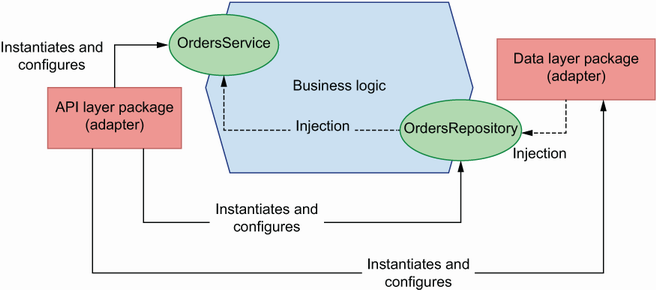 Instantiates and
configures
OrdersService
Data layer package
(adapter)
Business logic
API layer package
(adapter)
Injection
OrdersRepository
Injection
Instantiates and
configures
Instantiates and
configures